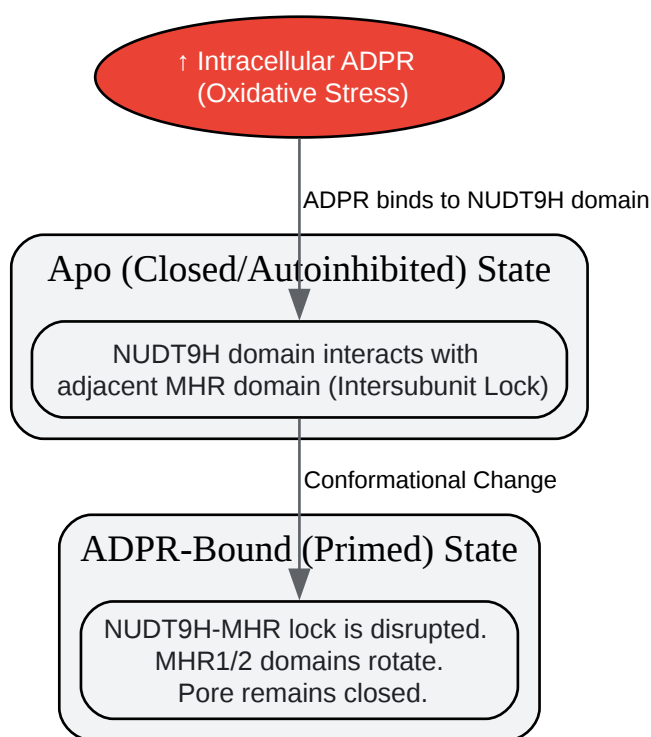 ↑ Intracellular ADPR
(Oxidative Stress)
ADPR binds to NUDT9H domain
Apo (Closed/Autoinhibited) State
NUDT9H domain interacts with
adjacent MHR domain (Intersubunit Lock)
Conformational Change
ADPR-Bound (Primed) State
NUDT9H-MHR lock is disrupted.
MHR1/2 domains rotate.
Pore remains closed.